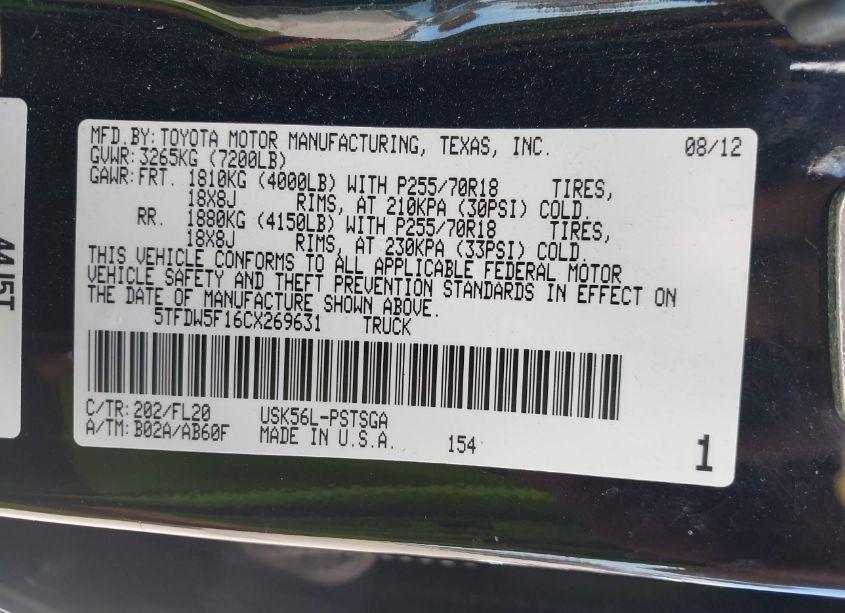 MFD.BY:TOYOTA MOTOR MANUFACTURING, TEXAS, INC. 08/12
GVWR:3265KG (7200LB)
GAWR:FRT. 1810KG (4000LB) WITH P255/70R18 TIRES,
18X8J RIMS, AT 210KPA (30PSI) COLD.
RR. 1880KG (4150LB) WITH P255/70R18 TIRES,
18X8J RIMS, AT 230KPA (33PSI) COLD.
THIS VEHICLE CONFORMS TO ALL APPLICABLE FEDERAL MOTOR
VEHICLE SAFETY AND THEFT PREVENTION STANDARDS IN EFFECT ON
THE DATE OF MANUFACTURE SHOWN ABOVE.
5TFDW5F16CX269631 TRUCK
C/TR:202/FL20 USK56L-PSTSGA
A/TM:B02A/AB60F MADE IN U.S.A. 154 1